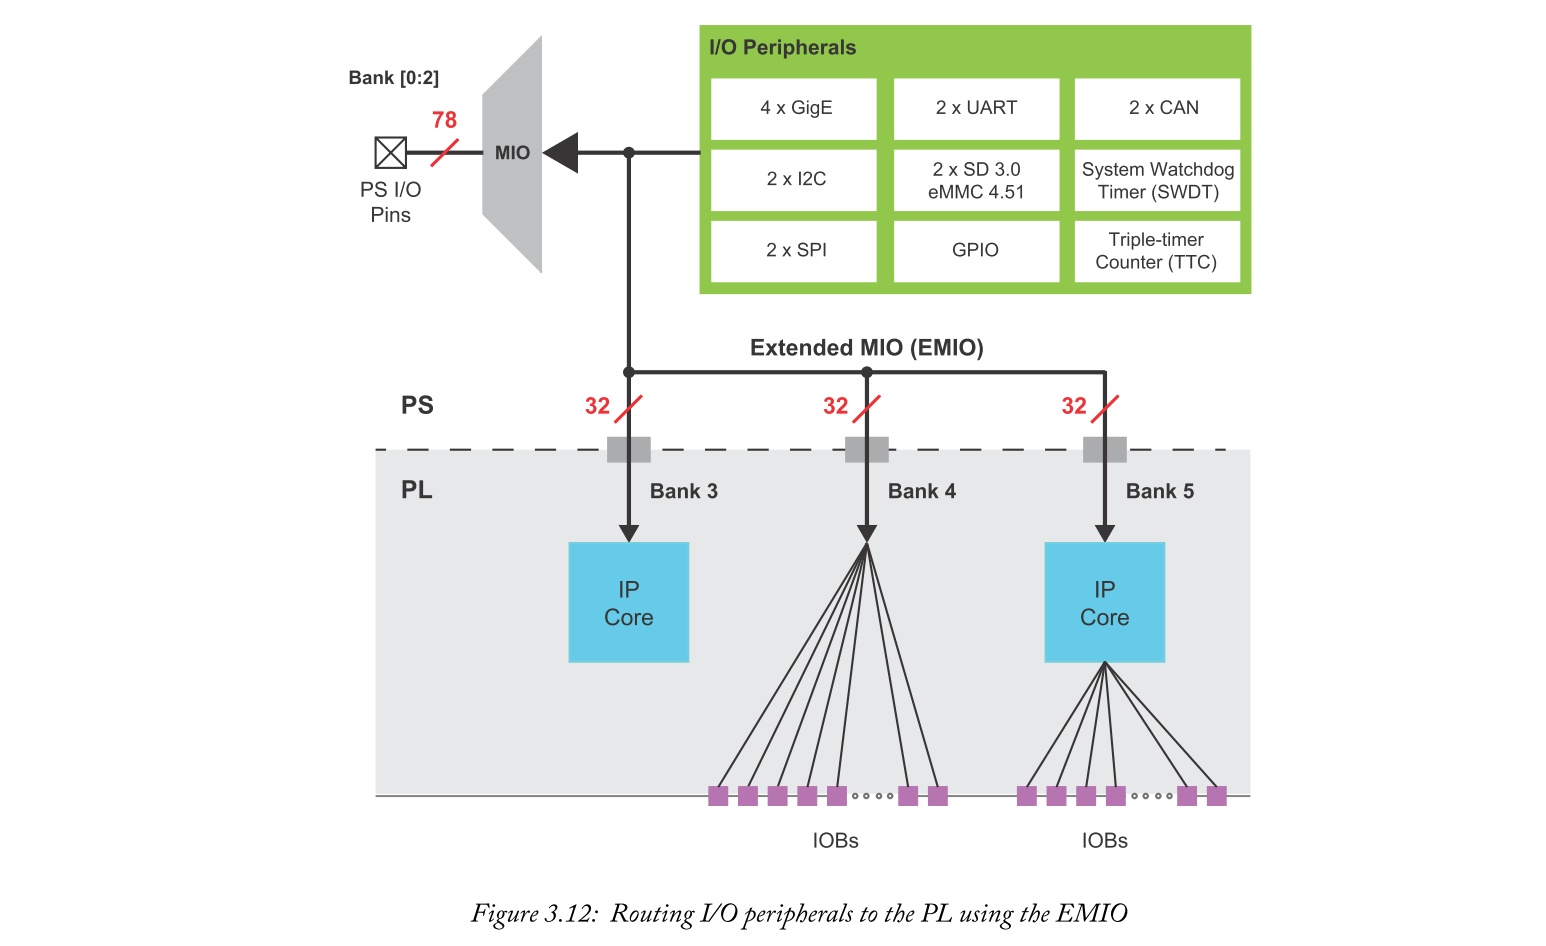 I/O Peripherals
Bank [0:2]
4 x GigE
2 x UART
2 x CAN
78
MIO
PS I/O
Pins
2 x I2C
2 x SD 3.0
eMMC 4.51
System Watchdog
Timer (SWDT)
2 x SPI
GPIO
Triple-timer
Counter (TTC)
Extended MIO (EMIO)
PS
32
32
32
PL
Bank 3
Bank 4
Bank 5
IP
Core
IP
Core
IOBs
IOBs
Figure 3.12: Routing I/O peripherals to the PL using the EMIO